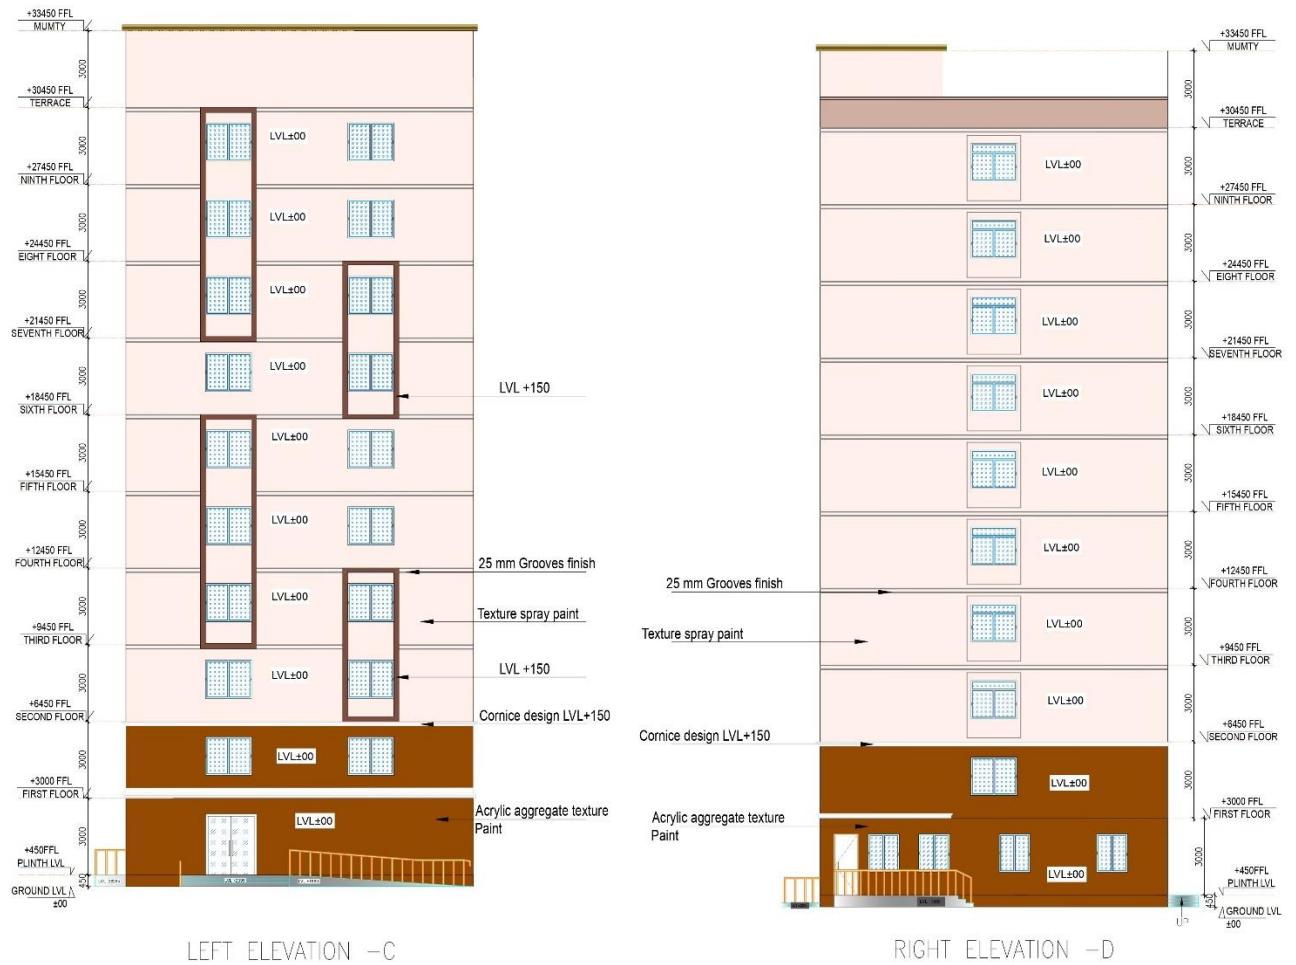 +33450 FFL
MUMTY
3000
+30450 FFL
TERRACE
3000
LVL±00
+27450 FFL
NINTH FLOOR
3000
LVL±00
+24450 FFL
EIGHT FLOOR
3000
LVL±00
+21450 FFL
SEVENTH FLOOR
3000
LVL±00
LVL +150
+18450 FFL
SIXTH FLOOR
3000
LVL±00
+15450 FFL
FIFTH FLOOR
3000
LVL±00
+12450 FFL
FOURTH FLOOR
25 mm Grooves finish
3000
LVL±00
Texture spray paint
+9450 FFL
THIRD FLOOR
3000
LVL±00
LVL +150
+6450 FFL
SECOND FLOOR
Cornice design LVL+150
3000
LVL±00
+3000 FFL
FIRST FLOOR
3000
LVL±00
Acrylic aggregate texture
Paint
+450FFL
PLINTH LVL
450
GROUND LVL
±00
LEFT ELEVATION -C
+33450 FFL
MUMTY
3000
+30450 FFL
TERRACE
3000
LVL±00
+27450 FFL
NINTH FLOOR
3000
LVL±00
+24450 FFL
EIGHT FLOOR
3000
LVL±00
+21450 FFL
SEVENTH FLOOR
3000
LVL±00
+18450 FFL
SIXTH FLOOR
3000
LVL±00
+15450 FFL
FIFTH FLOOR
3000
LVL±00
+12450 FFL
FOURTH FLOOR
25 mm Grooves finish
3000
LVL±00
Texture spray paint
+9450 FFL
THIRD FLOOR
3000
LVL±00
+6450 FFL
SECOND FLOOR
Cornice design LVL+150
3000
LVL±00
+3000 FFL
FIRST FLOOR
Acrylic aggregate texture
Paint
3000
LVL±00
+450FFL
PLINTH LVL
450
GROUND LVL
±00
UP
RIGHT ELEVATION -D